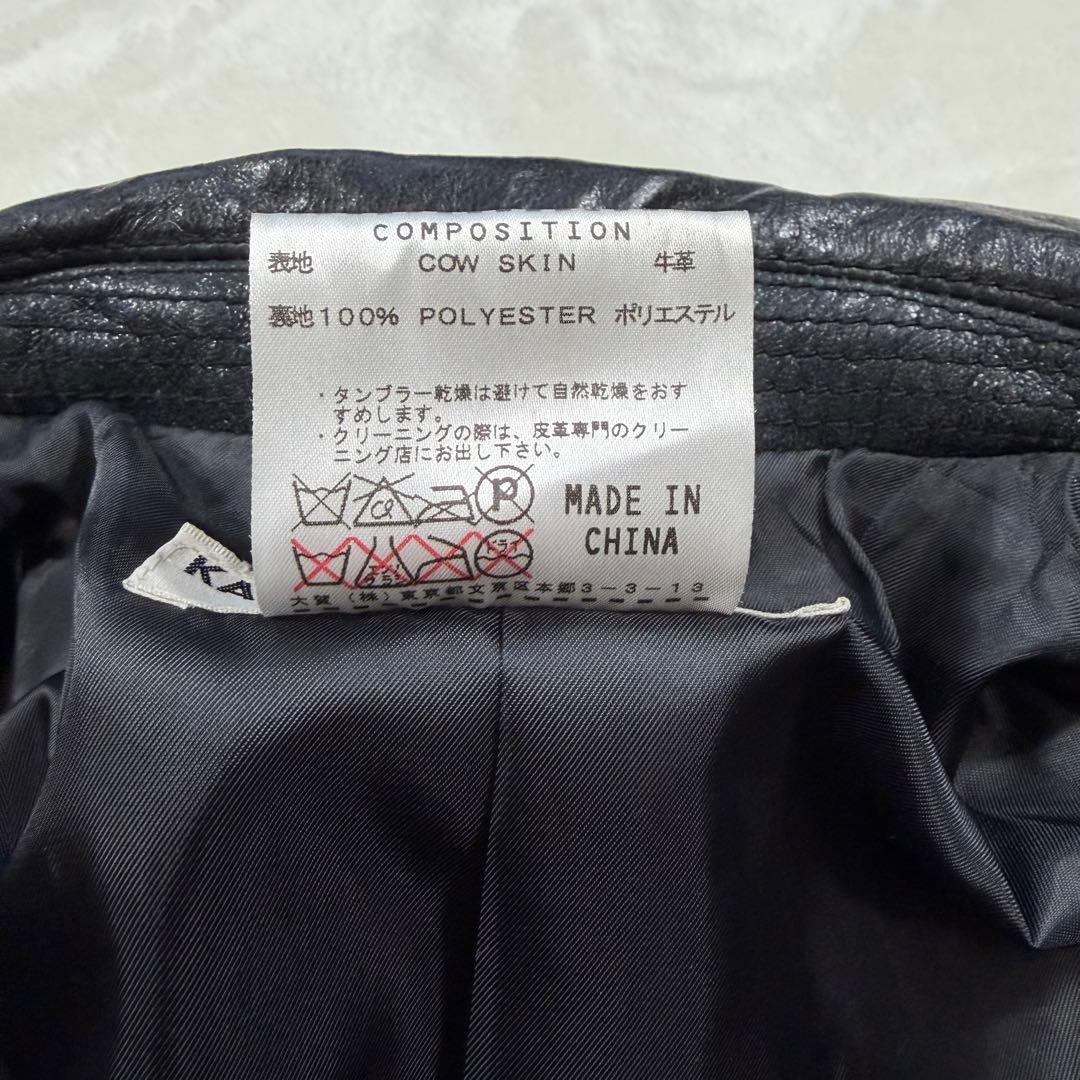 COMPOSITION
表地 COW SKIN 牛革
裏地 100% POLYESTER ポリエステル
・タンブラー乾燥は避けて自然乾燥をおす
すめします。
・クリーニングの際は、皮革専門のクリー
ニング店にお出し下さい。
P
MADE IN
CHINA
ドライ
大賀(株)東京都文京区本郷3-3-13
KA